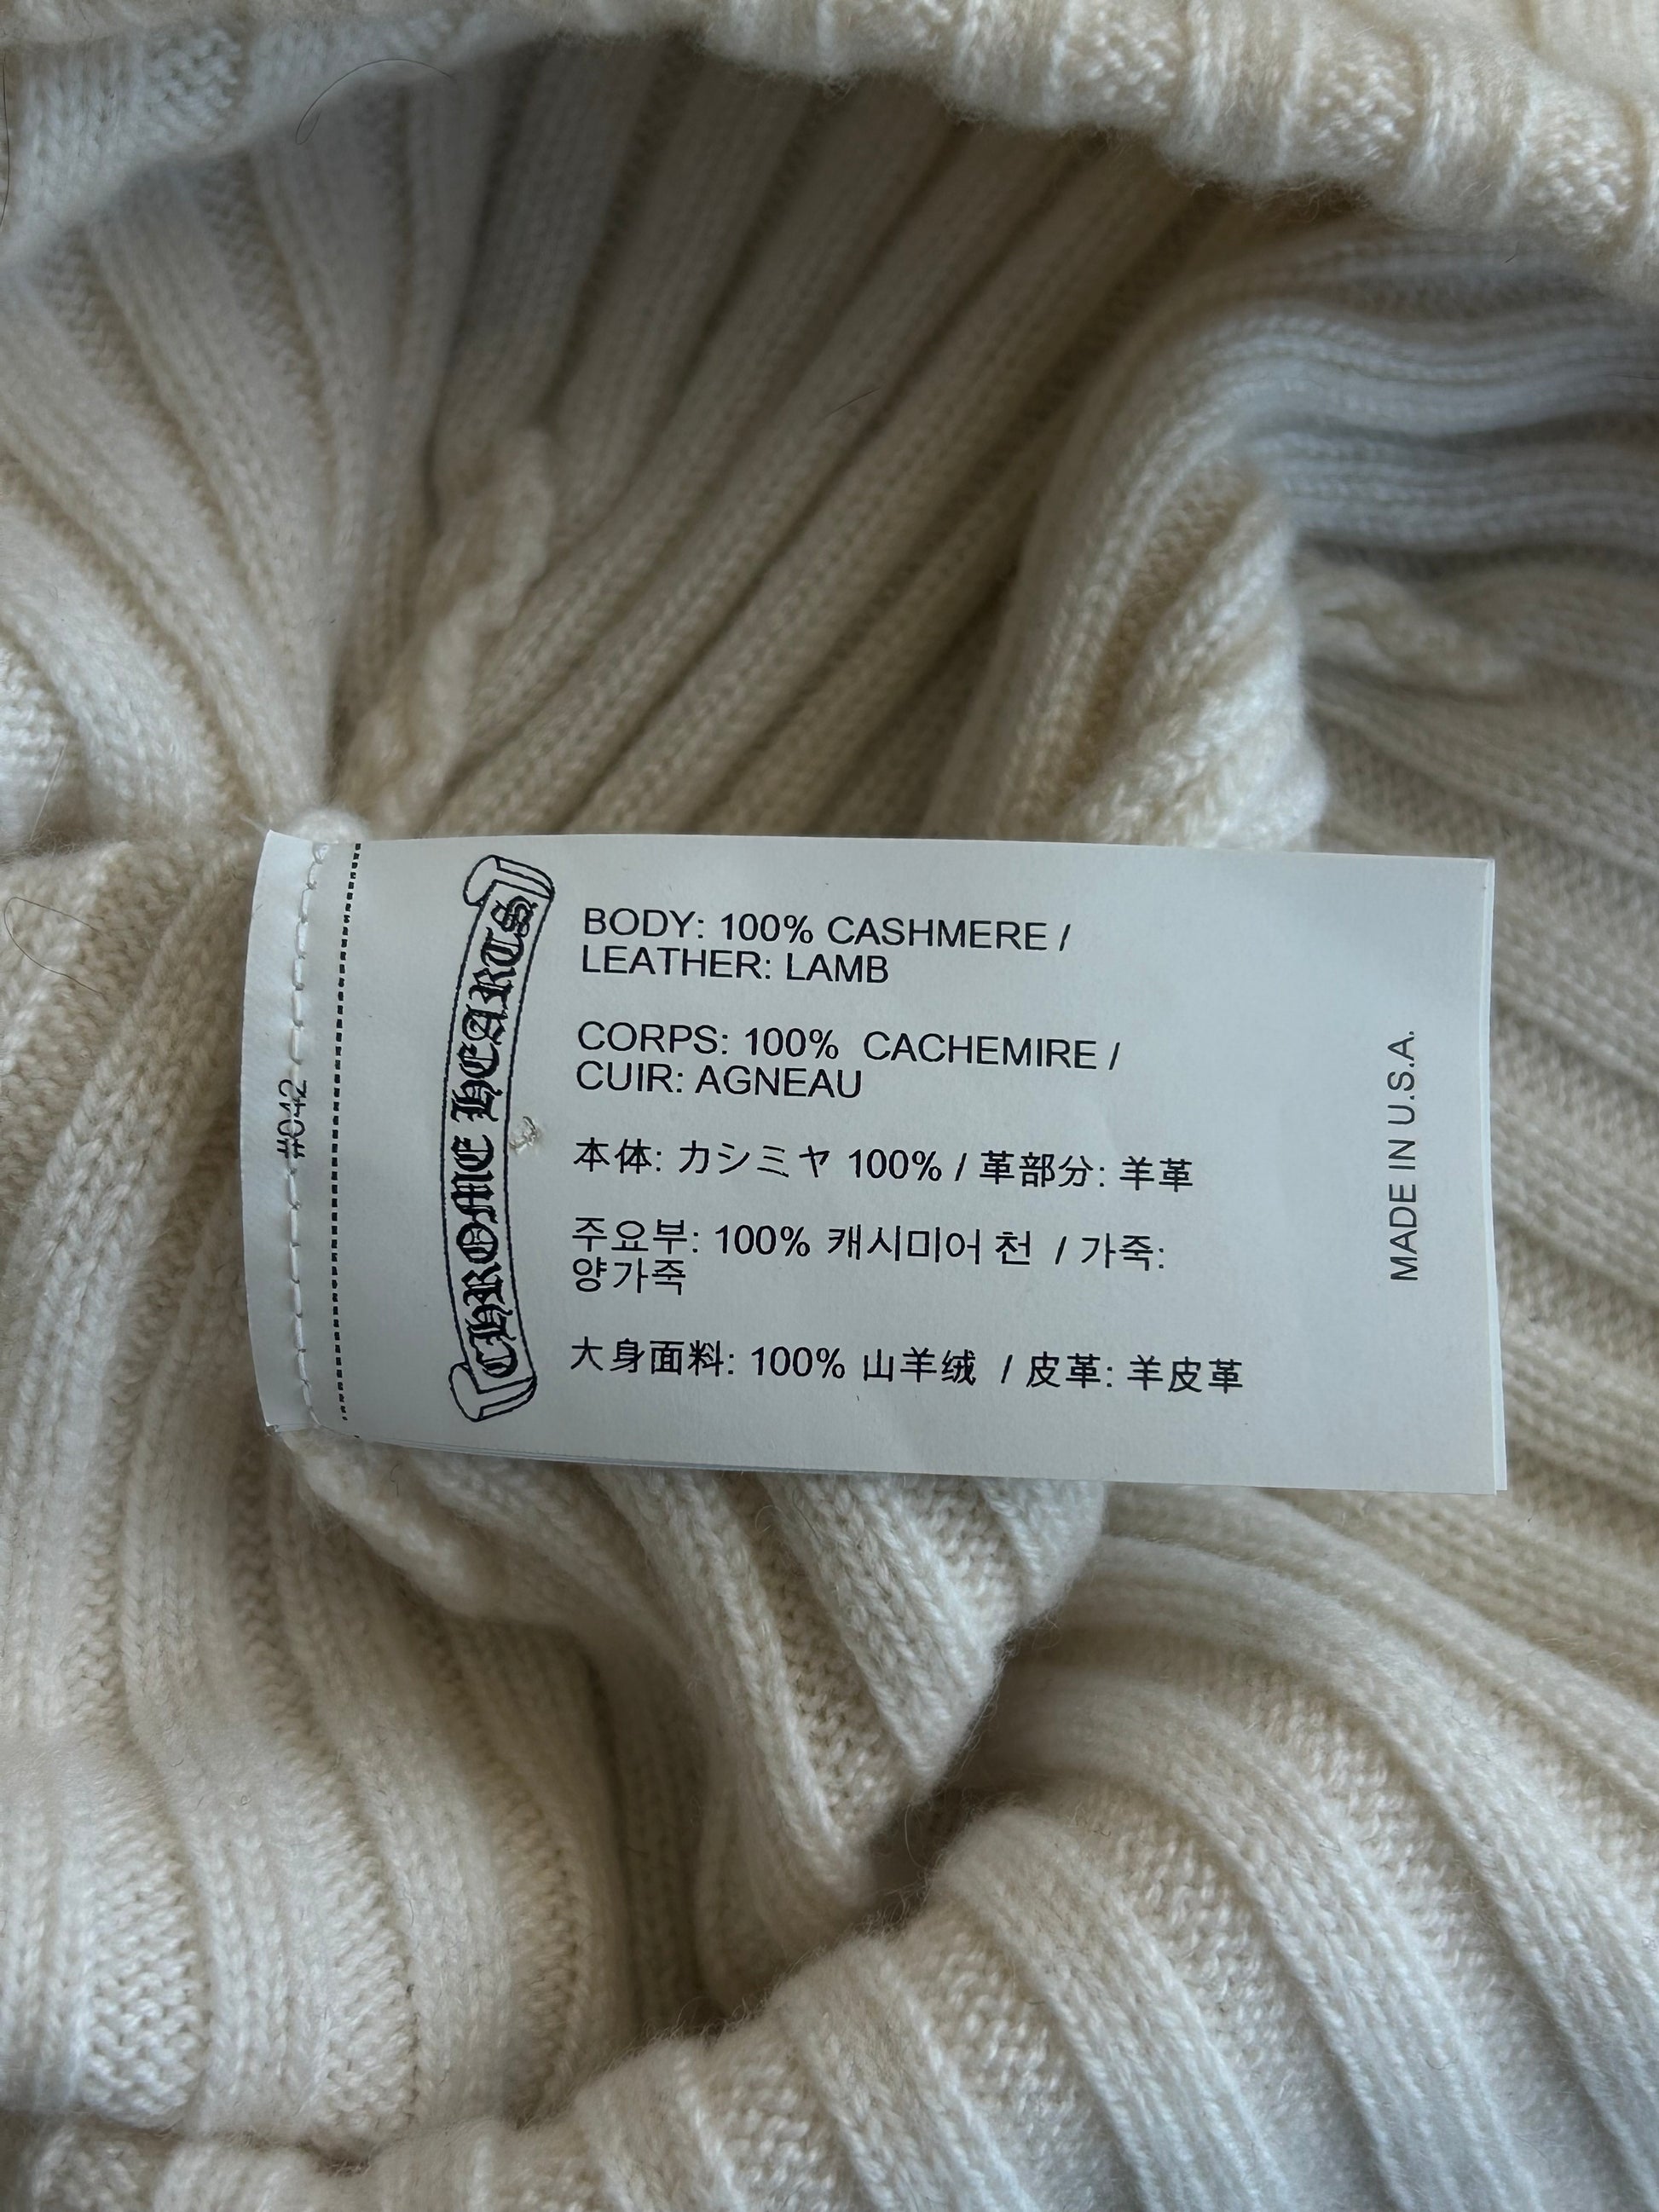 #042
CHROME HEARTS
BODY: 100% CASHMERE /
LEATHER: LAMB
CORPS: 100%  CACHEMIRE /
CUIR: AGNEAU
本体: カシミヤ 100% / 革部分: 羊革
주요부: 100% 캐시미어 천  / 가죽:
양가죽
大身面料: 100% 山羊绒  / 皮革: 羊皮革
MADE IN U.S.A.